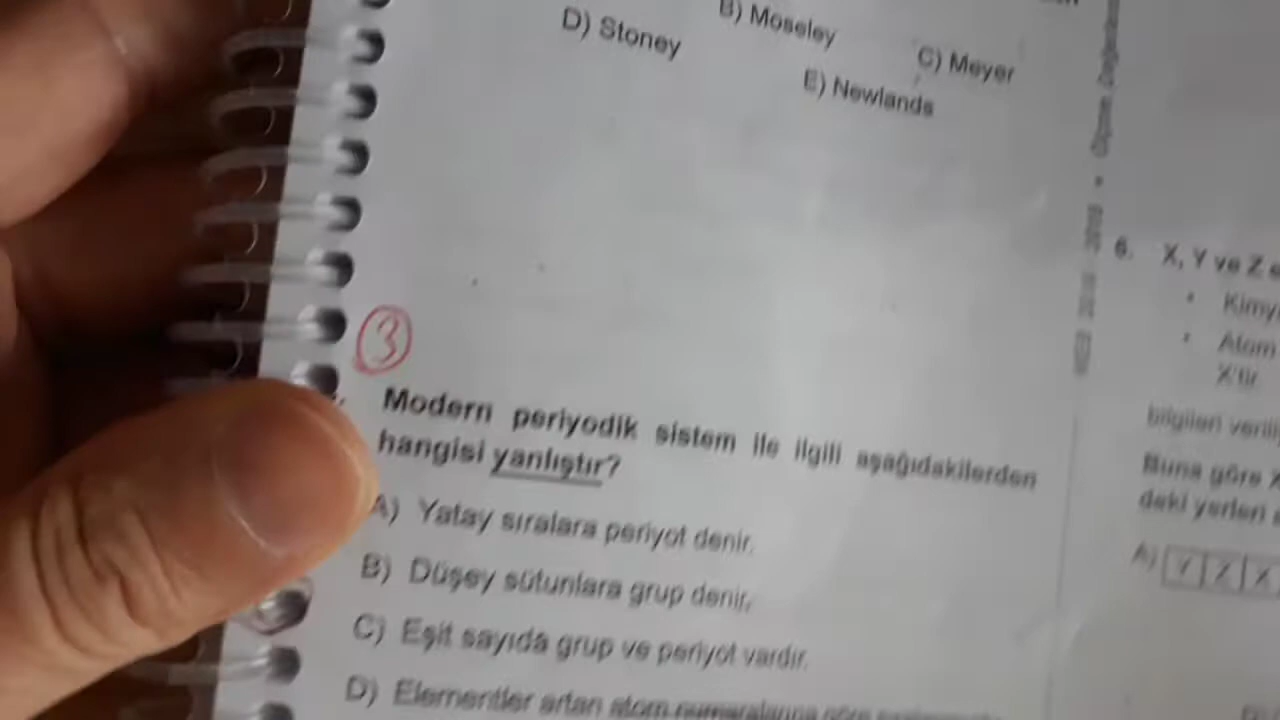 B) Moseley
C) Meyer
D) Stoney
E) Newlands
3
Modern periyodik sistem ile ilgili aşağıdakilerden
hangisi yanlıştır?
A) Yatay sıralara periyot denir.
B) Düşey sütunlara grup denir.
C) Eşit sayıda grup ve periyot vardır.
D) Elementler artan atom numaralarına göre
6. X, Y ve Z
• Kimy
• Atom
X'tir.
bilgileri veril
Buna göre
deki yerleri
A) Y Z X